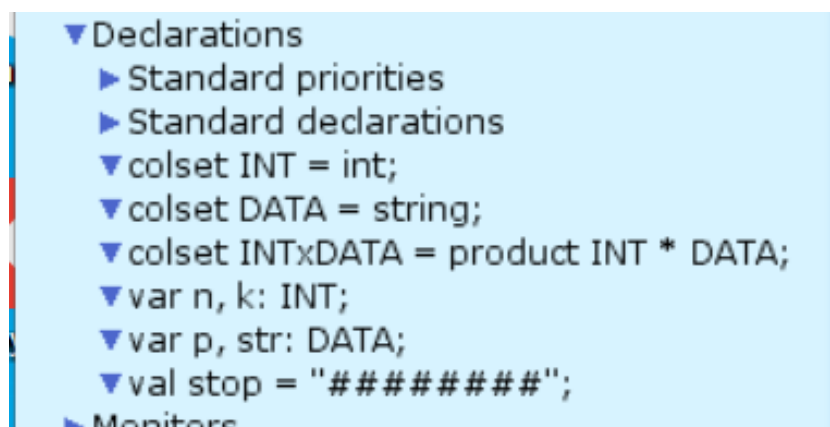 Declarations
Standard priorities
Standard declarations
colset INT = int;
colset DATA = string;
colset INTxDATA = product INT * DATA;
var n, k: INT;
var p, str: DATA;
val stop = "########";
Monitors